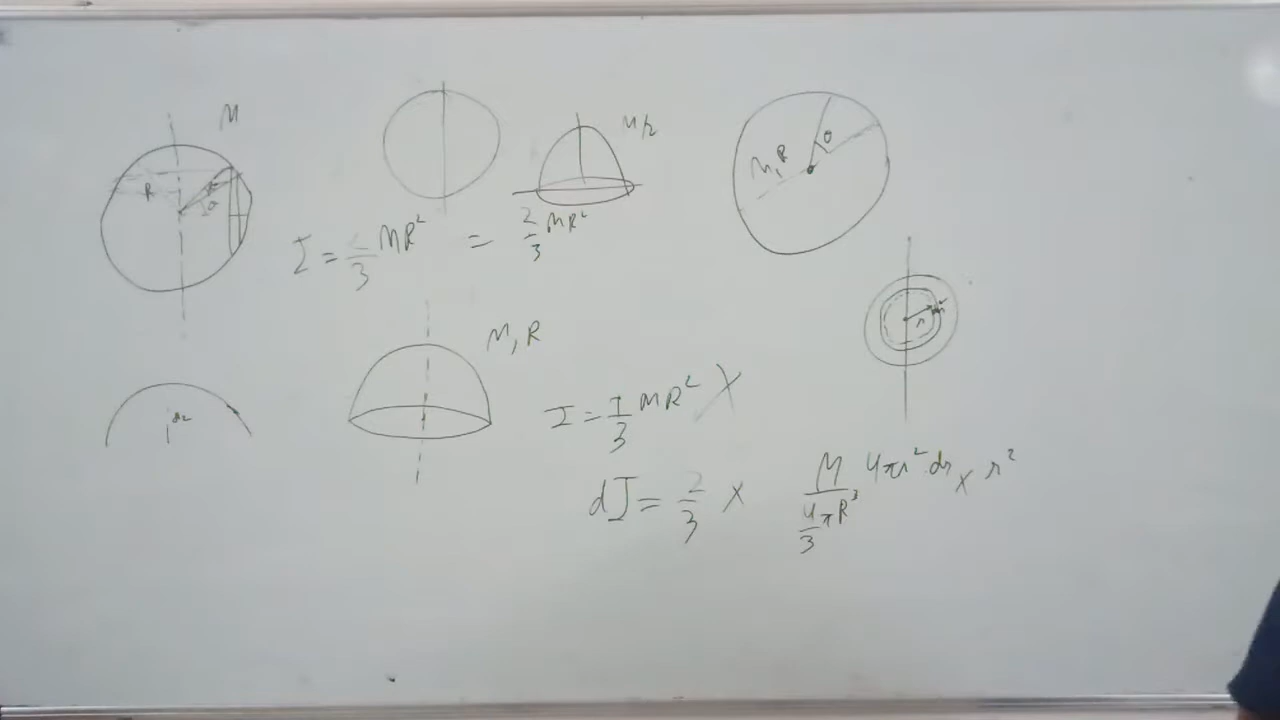 M
R
M/2
M, R
θ
I = 2/3 MR² = 2/3 MR²
M, R
r
I = 1/3 MR² X
dI = 2/3 × M/(4/3 πR³) 4πr² dr × r²